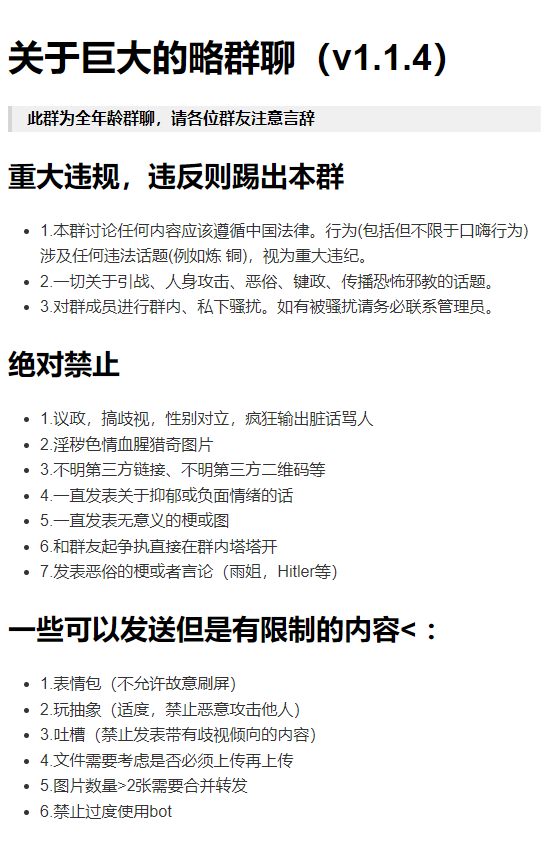 关于巨大的略群聊（v1.1.4）
此群为全年龄群聊，请各位群友注意言辞
重大违规，违反则踢出本群
1.本群讨论任何内容应该遵循中国法律。行为(包括但不限于口嗨行为)
涉及任何违法话题(例如炼 铜)，视为重大违纪。
2.一切关于引战、人身攻击、恶俗、键政、传播恐怖邪教的话题。
3.对群成员进行群内、私下骚扰。如有被骚扰请务必联系管理员。
绝对禁止
1.议政，搞歧视，性别对立，疯狂输出脏话骂人
2.淫秽色情血腥猎奇图片
3.不明第三方链接、不明第三方二维码等
4.一直发表关于抑郁或负面情绪的话
5.一直发表无意义的梗或图
6.和群友起争执直接在群内塔塔开
7.发表恶俗的梗或者言论（雨姐，Hitler等）
一些可以发送但是有限制的内容<：
1.表情包（不允许故意刷屏）
2.玩抽象（适度，禁止恶意攻击他人）
3.吐槽（禁止发表带有歧视倾向的内容）
4.文件需要考虑是否必须上传再上传
5.图片数量>2张需要合并转发
6.禁止过度使用bot